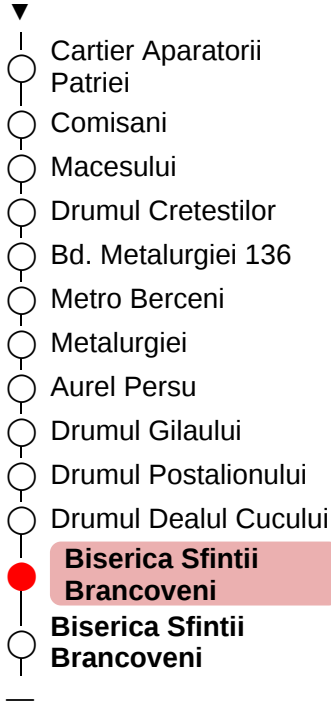 Cartier Aparatorii
Patriei
Comisani
Macesului
Drumul Cretestilor
Bd. Metalurgiei 136
Metro Berceni
Metalurgiei
Aurel Persu
Drumul Gilaului
Drumul Postalionului
Drumul Dealul Cucului
Biserica Sfintii
Brancoveni
Biserica Sfintii
Brancoveni